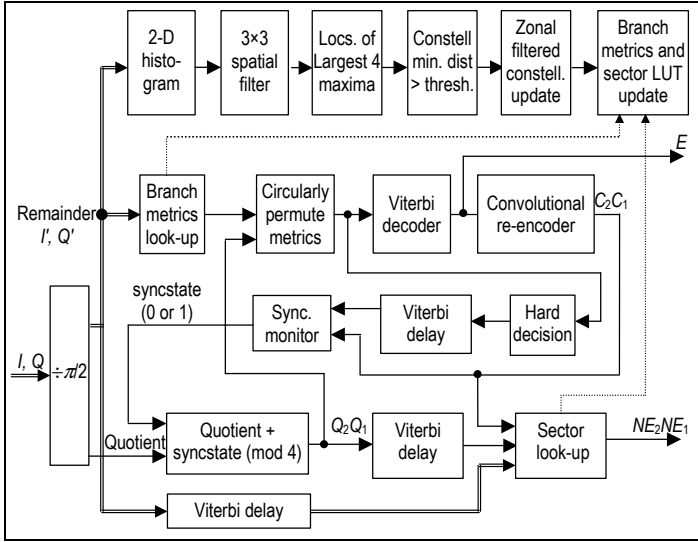 2-D
histo-
gram
3×3
spatial
filter
Locs. of
Largest 4
maxima
Constell
min. dist
> thresh.
Zonal
filtered
constell.
update
Branch
metrics and
sector LUT
update
E
Remainder
I', Q'
Branch
metrics
look-up
Circularly
permute
metrics
Viterbi
decoder
Convolutional
re-encoder
C₂C₁
syncstate
(0 or 1)
Sync.
monitor
Viterbi
delay
Hard
decision
I, Q
÷π/2
Quotient
Quotient +
syncstate (mod 4)
Q₂Q₁
Viterbi
delay
Sector
look-up
NE₂NE₁
Viterbi delay